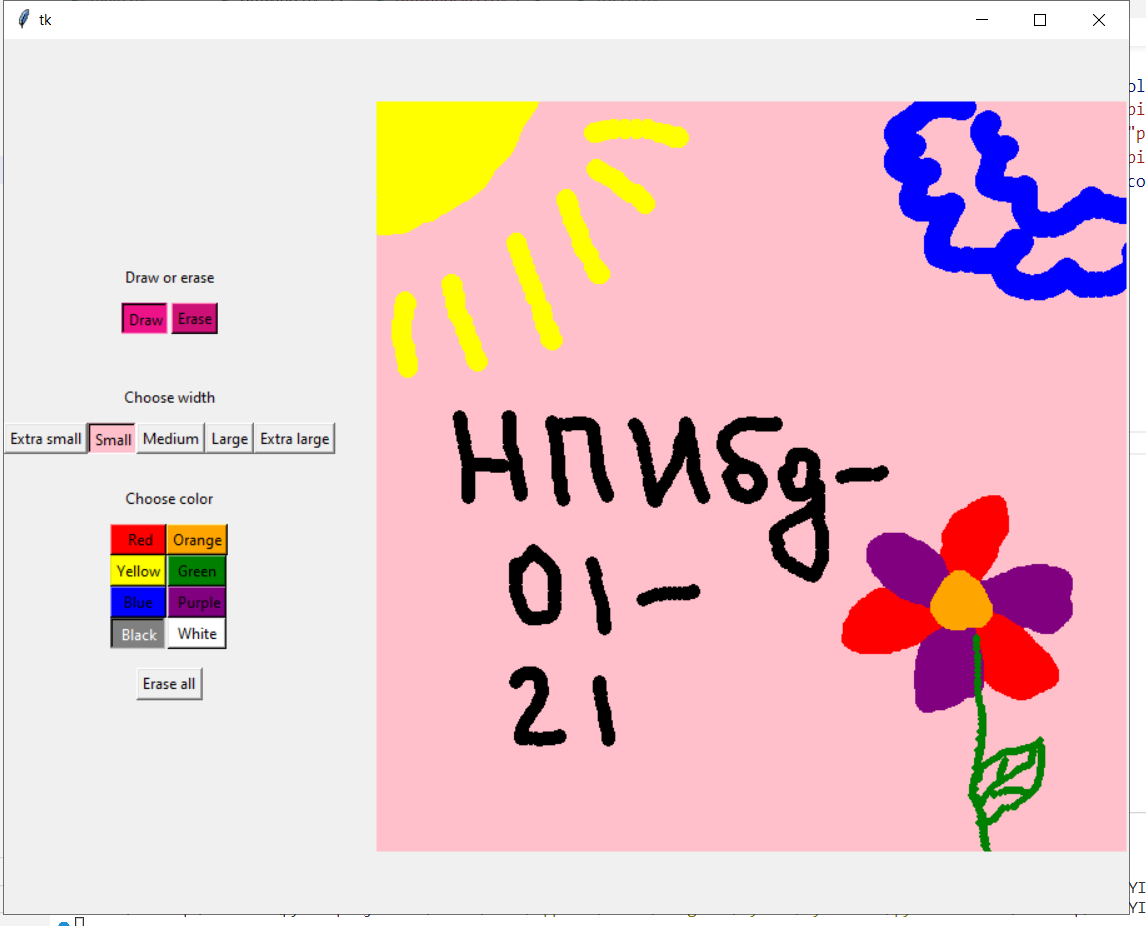 tk
Draw or erase
Draw Erase
Choose width
Extra small Small Medium Large Extra large
Choose color
Red Orange
Yellow Green
Blue Purple
Black White
Erase all
НПИбд-
01-
21